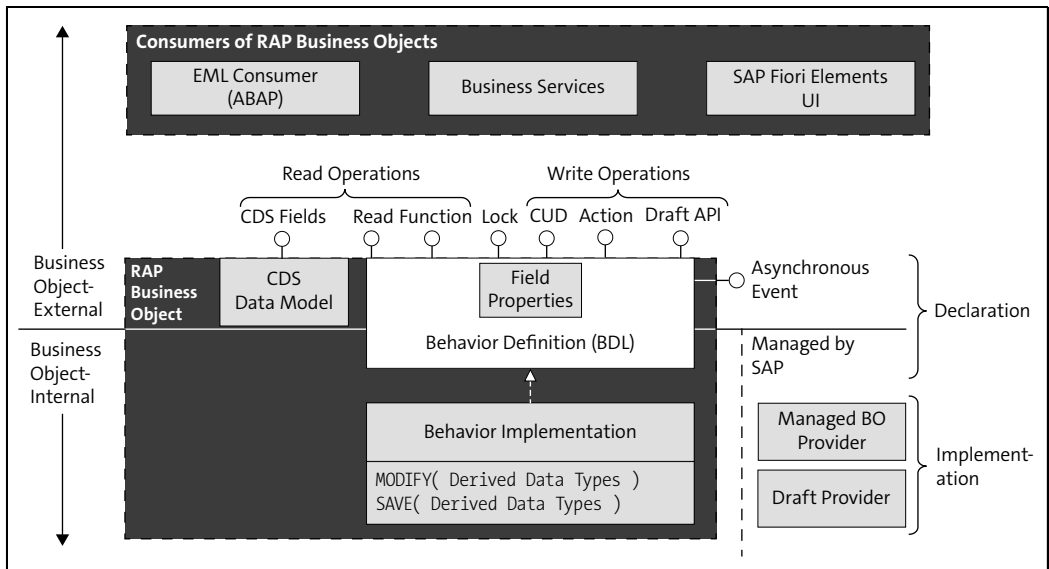 Consumers of RAP Business Objects
EML Consumer
(ABAP)
Business Services
SAP Fiori Elements
UI
Read Operations
Write Operations
CDS Fields
Read Function
Lock
CUD
Action
Draft API
Business
Object-
External
RAP
Business
Object
CDS
Data Model
Field
Properties
Behavior Definition (BDL)
Asynchronous
Event
Declaration
Business
Object-
Internal
Managed by
SAP
Behavior Implementation
MODIFY( Derived Data Types )
SAVE( Derived Data Types )
Managed BO
Provider
Draft Provider
Implement-
ation